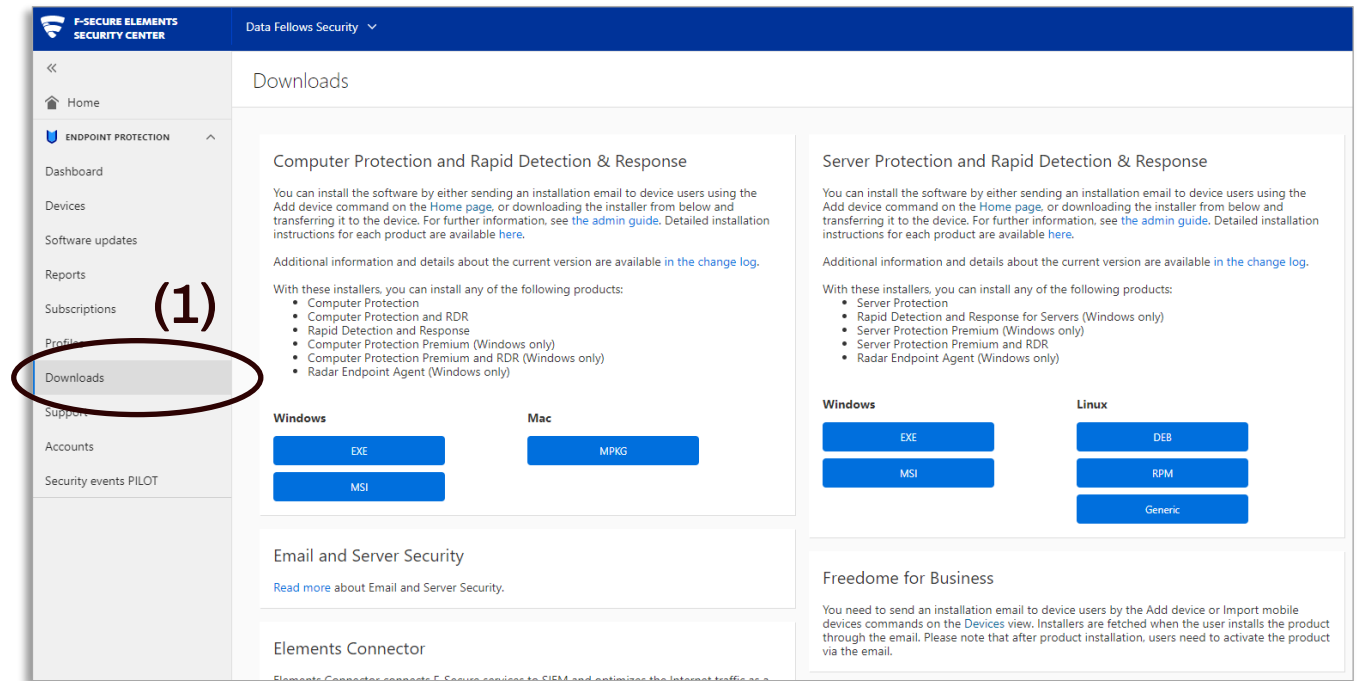 F-SECURE ELEMENTS
SECURITY CENTER
Data Fellows Security
Home
ENDPOINT PROTECTION
Dashboard
Devices
Software updates
Reports
Subscriptions
(1)
Profiles
Downloads
Support
Accounts
Security events PILOT
Downloads
Computer Protection and Rapid Detection & Response
You can install the software by either sending an installation email to device users using the
Add device command on the Home page, or downloading the installer from below and
transferring it to the device. For further information, see the admin guide. Detailed installation
instructions for each product are available here.
Additional information and details about the current version are available in the change log.
With these installers, you can install any of the following products:
• Computer Protection
• Computer Protection and RDR
• Rapid Detection and Response
• Computer Protection Premium (Windows only)
• Computer Protection Premium and RDR (Windows only)
• Radar Endpoint Agent (Windows only)
Windows
Mac
EXE
MPKG
MSI
Email and Server Security
Read more about Email and Server Security.
Elements Connector
Elements Connector connects F-Secure services to SIEM and optimizes the Internet traffic as a
Server Protection and Rapid Detection & Response
You can install the software by either sending an installation email to device users using the
Add device command on the Home page, or downloading the installer from below and
transferring it to the device. For further information, see the admin guide. Detailed installation
instructions for each product are available here.
Additional information and details about the current version are available in the change log.
With these installers, you can install any of the following products:
• Server Protection
• Rapid Detection and Response for Servers (Windows only)
• Server Protection Premium (Windows only)
• Server Protection Premium and RDR
• Radar Endpoint Agent (Windows only)
Windows
Linux
EXE
DEB
MSI
RPM
Generic
Freedome for Business
You need to send an installation email to device users by the Add device or Import mobile
devices commands on the Devices view. Installers are fetched when the user installs the product
through the email. Please note that after product installation, users need to activate the product
via the email.